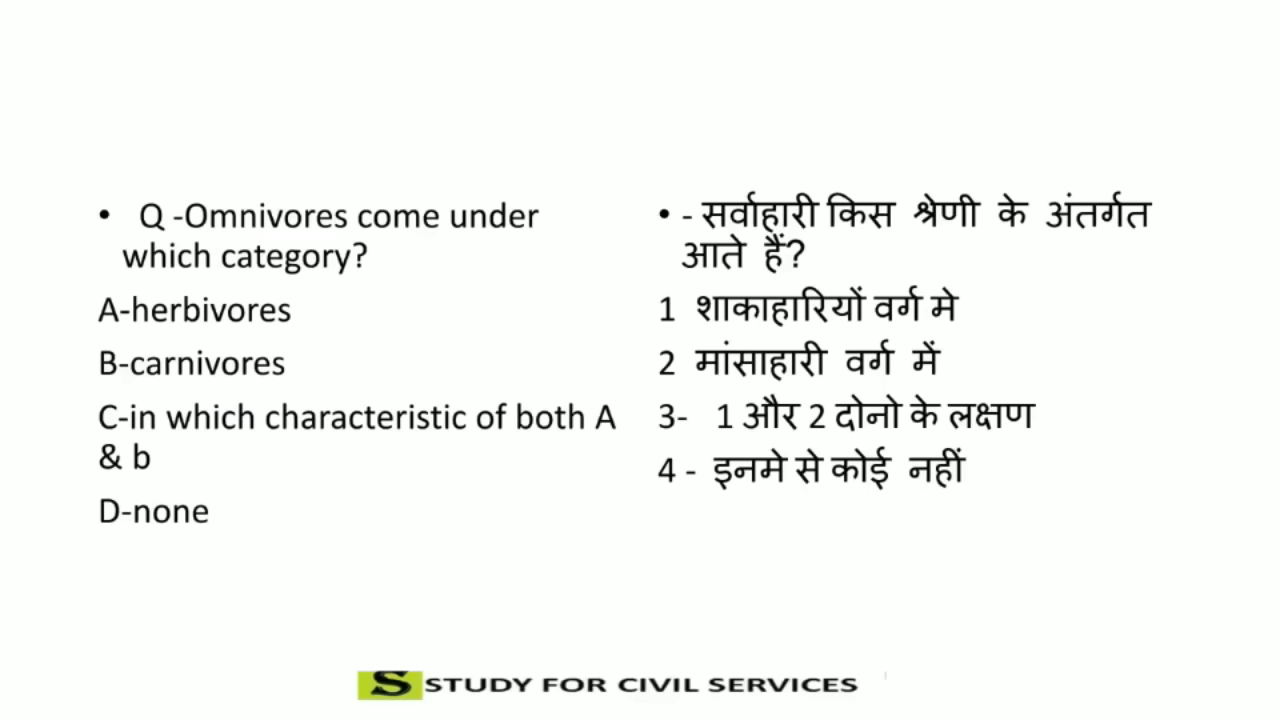 • Q -Omnivores come under
which category?
A-herbivores
B-carnivores
C-in which characteristic of both A
& b
D-none
• - सर्वाहारी किस श्रेणी के अंतर्गत
आते हैं?
1 शाकाहारियों वर्ग मे
2 मांसाहारी वर्ग में
3- 1 और 2 दोनो के लक्षण
4 - इनमे से कोई नहीं
S STUDY FOR CIVIL SERVICES